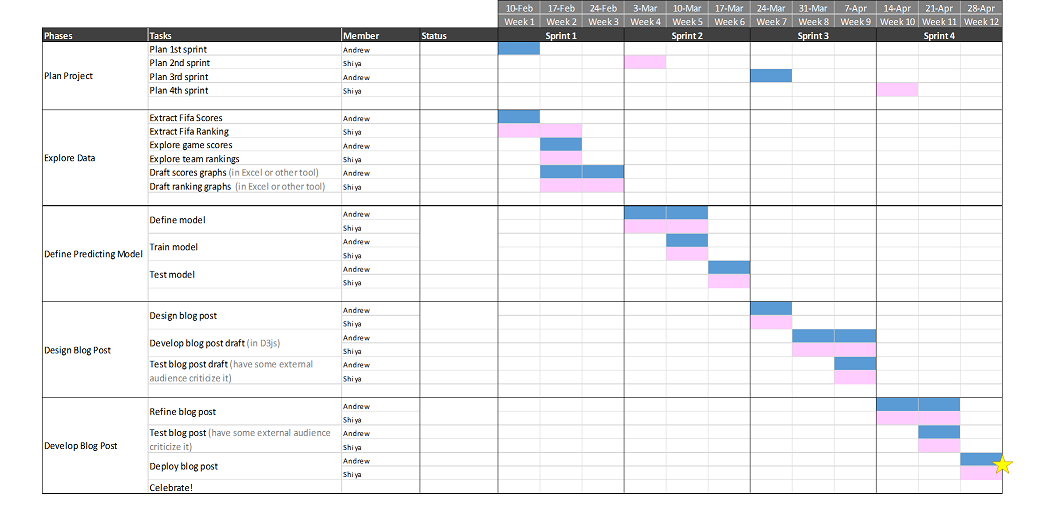 10-Feb 17-Feb 24-Feb 3-Mar 10-Mar 17-Mar 24-Mar 31-Mar 7-Apr 14-Apr 21-Apr 28-Apr
Week 1 Week 2 Week 3 Week 4 Week 5 Week 6 Week 7 Week 8 Week 9 Week 10 Week 11 Week 12
Phases Tasks Member Status Sprint 1 Sprint 2 Sprint 3 Sprint 4
Plan Project
Plan 1st sprint Andrew
Plan 2nd sprint Shiya
Plan 3rd sprint Andrew
Plan 4th sprint Shiya
Explore Data
Extract Fifa Scores Andrew
Extract Fifa Ranking Shiya
Explore game scores Andrew
Explore team rankings Shiya
Draft scores graphs (in Excel or other tool) Andrew
Draft ranking graphs (in Excel or other tool) Shiya
Define Predicting Model
Define model Andrew
Shiya
Train model Andrew
Shiya
Test model Andrew
Shiya
Design Blog Post
Design blog post Andrew
Shiya
Develop blog post draft (in D3js) Andrew
Shiya
Test blog post draft (have some external Andrew
audience criticize it) Shiya
Develop Blog Post
Refine blog post Andrew
Shiya
Test blog post (have some external audience Andrew
criticize it) Shiya
Deploy blog post Andrew
Shiya
Celebrate!